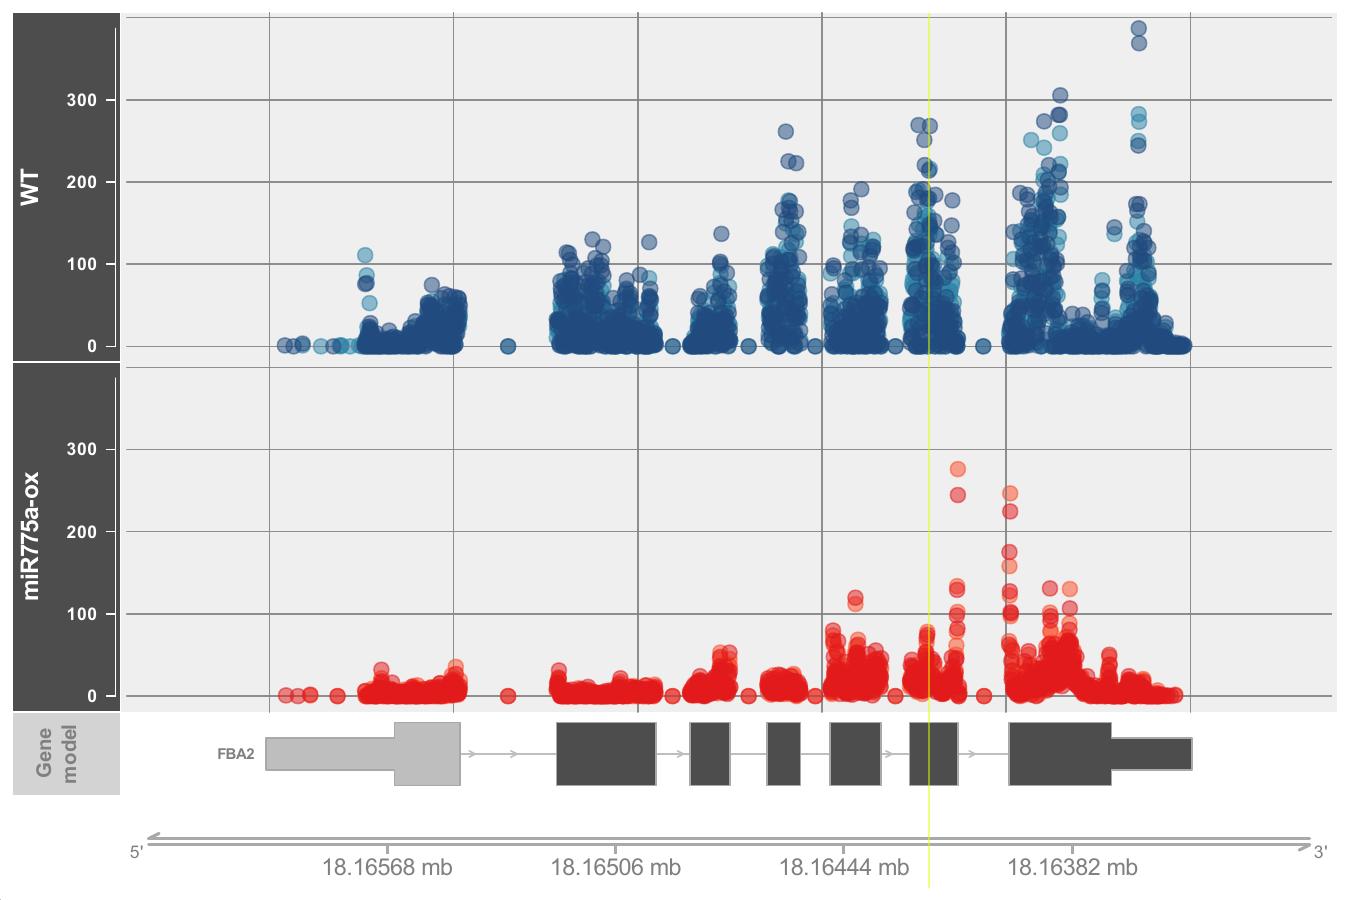 WT
300
200
100
0
miR775a-ox
300
200
100
0
Gene
model
FBA2
5'
3'
18.16568 mb
18.16506 mb
18.16444 mb
18.16382 mb